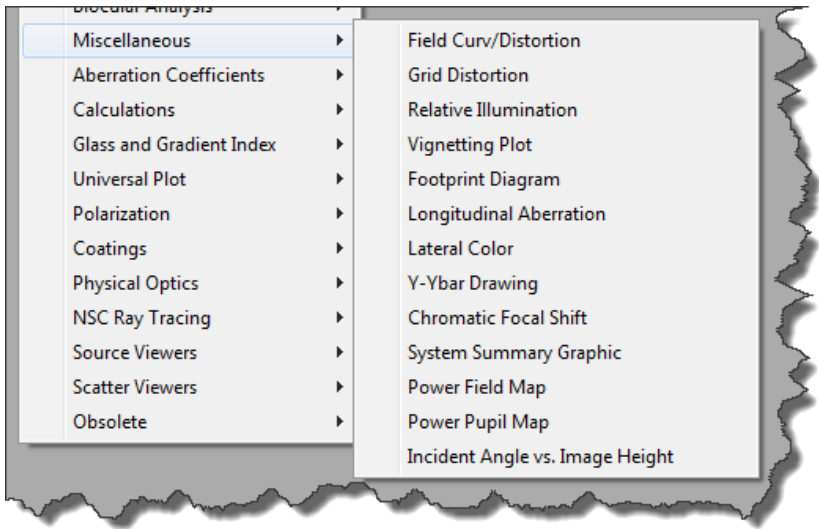 Biocular Analysis
Miscellaneous
Aberration Coefficients
Calculations
Glass and Gradient Index
Universal Plot
Polarization
Coatings
Physical Optics
NSC Ray Tracing
Source Viewers
Scatter Viewers
Obsolete
Field Curv/Distortion
Grid Distortion
Relative Illumination
Vignetting Plot
Footprint Diagram
Longitudinal Aberration
Lateral Color
Y-Ybar Drawing
Chromatic Focal Shift
System Summary Graphic
Power Field Map
Power Pupil Map
Incident Angle vs. Image Height